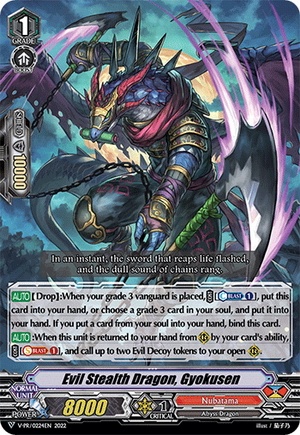 1
GRADE
BOOST
10000
In an instant, the sword that reaps life flashed,
and the dull sound of chains rang.
AUTO [Drop]:When your grade 3 vanguard is placed, [C BLAST 1], put this
card into your hand, or choose a grade 3 card in your soul, and put it into
your hand. If you put a card from your soul into your hand, bind this card.
AUTO :When this unit is returned to your hand from by your card's ability,
[C BLAST 1], and call up to two Evil Decoy tokens to your open
Evil Stealth Dragon, Gyokusen
NORMAL
UNIT
Nubatama
Abyss Dragon
POWER
8000
1
CRITICAL
V-PR/0224EN 2022
illust /